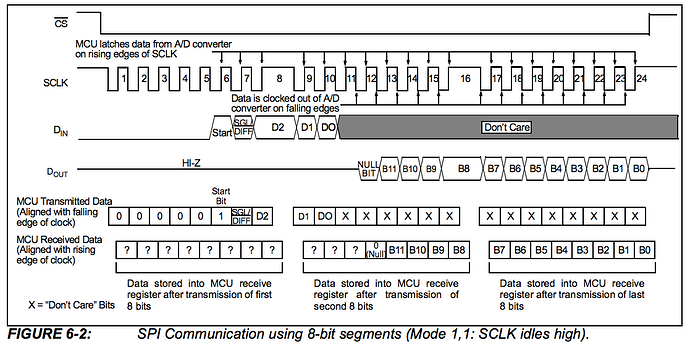 CS
MCU latches data from A/D converter
on rising edges of SCLK
SCLK
1 2 3 4 5 6 7 8 9 10 11 12 13 14 15 16 17 18 19 20 21 22 23 24
Data is clocked out of A/D
converter on falling edges
DIN
Start SGL/DIFF D2 D1 DO Don't Care
HI-Z
DOUT
NULL BIT B11 B10 B9 B8 B7 B6 B5 B4 B3 B2 B1 B0
MCU Transmitted Data
(Aligned with falling
edge of clock)
Start
Bit
0 0 0 0 0 1 SGL/DIFF D2 D1 DO X X X X X X X X X X X X X X
MCU Received Data
(Aligned with rising
edge of clock)
? ? ? ? ? ? ? ? ? ? ? 0 (Null) B11 B10 B9 B8 B7 B6 B5 B4 B3 B2 B1 B0
Data stored into MCU receive
register after transmission of first
8 bits
Data stored into MCU receive
register after transmission of
second 8 bits
Data stored into MCU receive
register after transmission of last
8 bits
X = “Don't Care” Bits
FIGURE 6-2: SPI Communication using 8-bit segments (Mode 1,1: SCLK idles high).